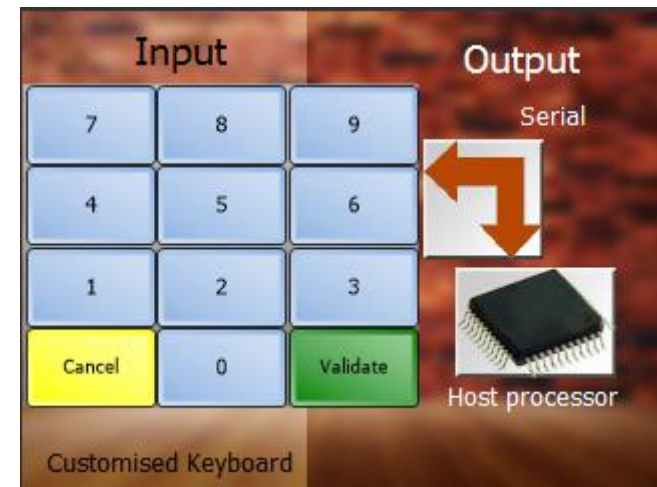 Input
Output
Serial
7 8 9
4 5 6
1 2 3
Cancel 0 Validate
Host processor
Customised Keyboard